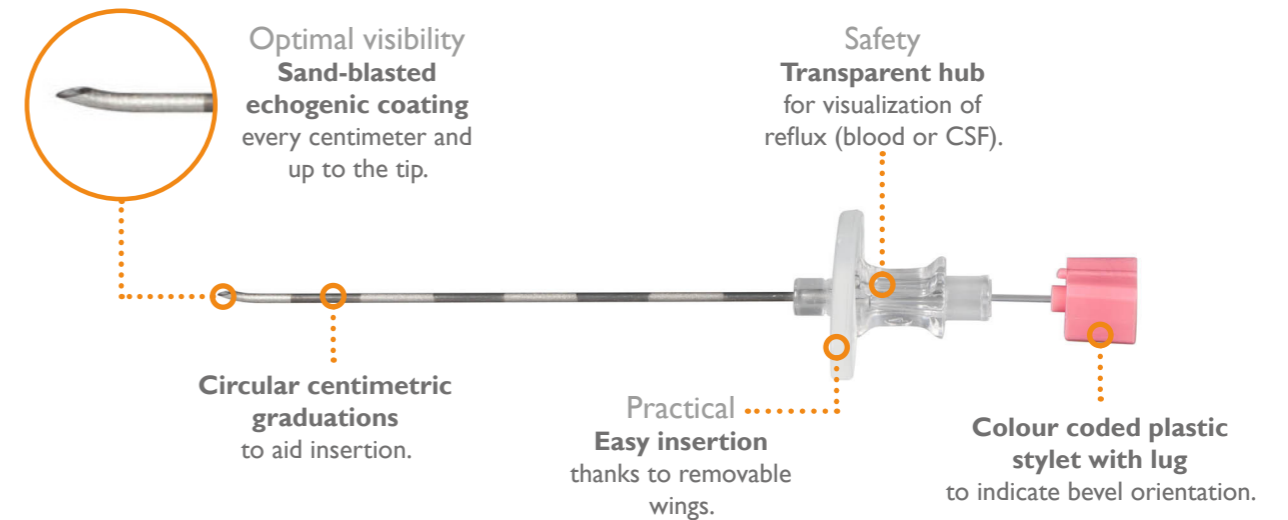 Optimal visibility
Sand-blasted
echogenic coating
every centimeter and
up to the tip.
Safety
Transparent hub
for visualization of
reflux (blood or CSF).
Circular centimetric
graduations
to aid insertion.
Practical
Easy insertion
thanks to removable
wings.
Colour coded plastic
stylet with lug
to indicate bevel orientation.